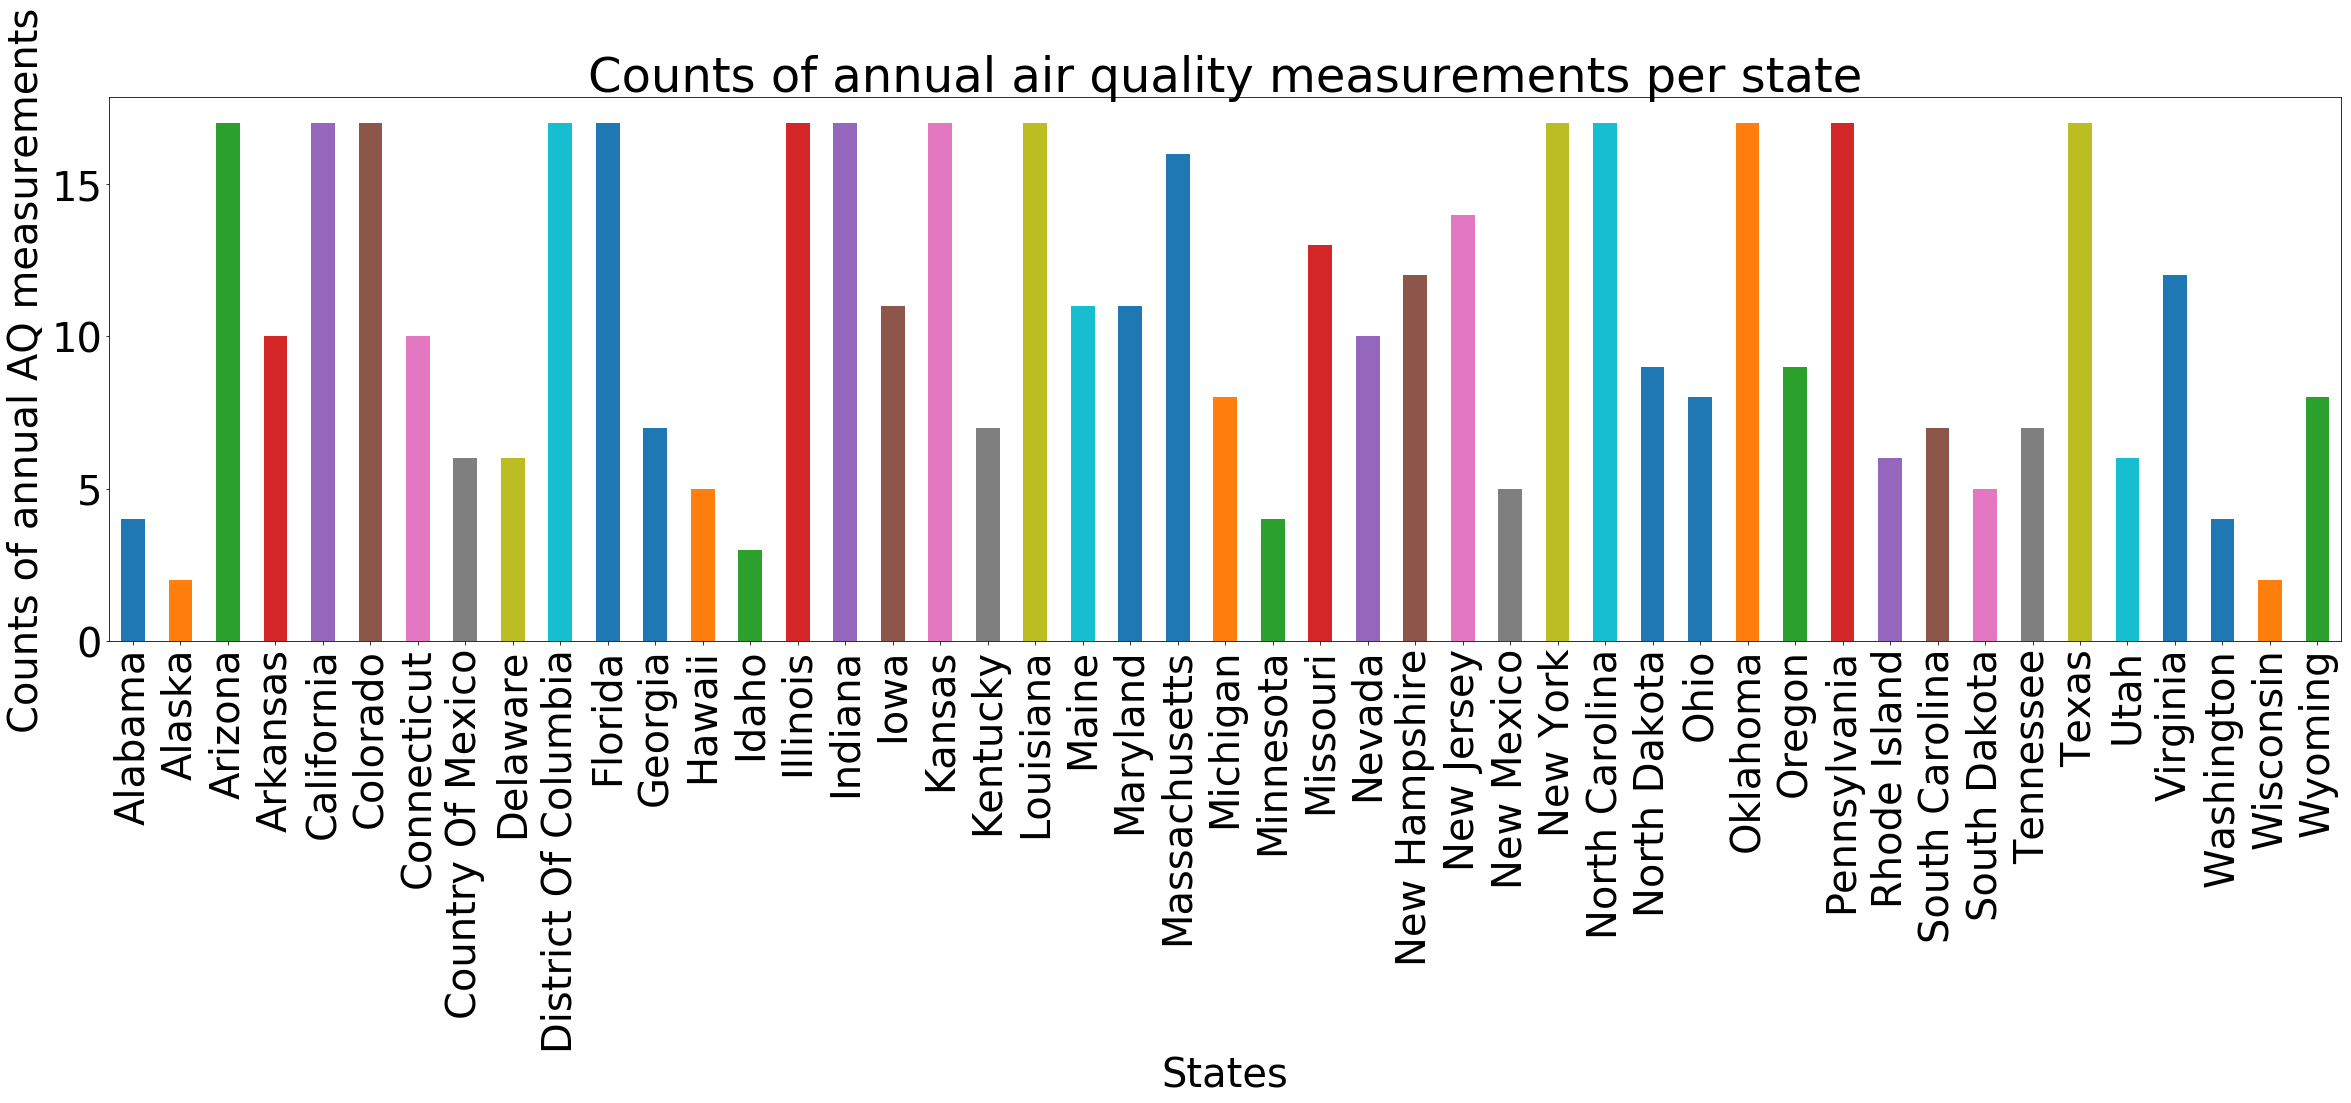 Counts of annual air quality measurements per state
Counts of annual AQ measurements
15
10
5
0
Alabama
Alaska
Arizona
Arkansas
California
Colorado
Connecticut
Country Of Mexico
Delaware
District Of Columbia
Florida
Georgia
Hawaii
Idaho
Illinois
Indiana
Iowa
Kansas
Kentucky
Louisiana
Maine
Maryland
Massachusetts
Michigan
Minnesota
Missouri
Nevada
New Hampshire
New Jersey
New Mexico
New York
North Carolina
North Dakota
Ohio
Oklahoma
Oregon
Pennsylvania
Rhode Island
South Carolina
South Dakota
Tennessee
Texas
Utah
Virginia
Washington
Wisconsin
Wyoming
States